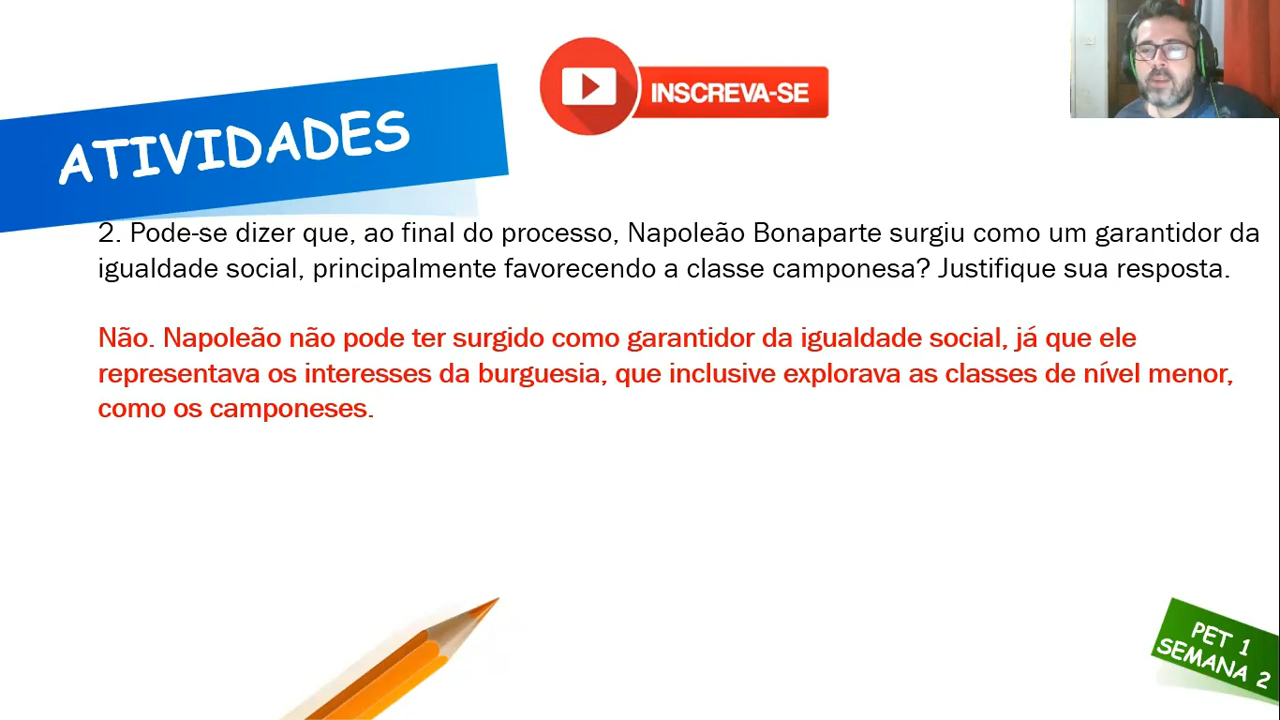 INSCREVA-SE
ATIVIDADES
2. Pode-se dizer que, ao final do processo, Napoleão Bonaparte surgiu como um garantidor da
igualdade social, principalmente favorecendo a classe camponesa? Justifique sua resposta.
Não. Napoleão não pode ter surgido como garantidor da igualdade social, já que ele
representava os interesses da burguesia, que inclusive explorava as classes de nível menor,
como os camponeses.
PET 1
SEMANA 2